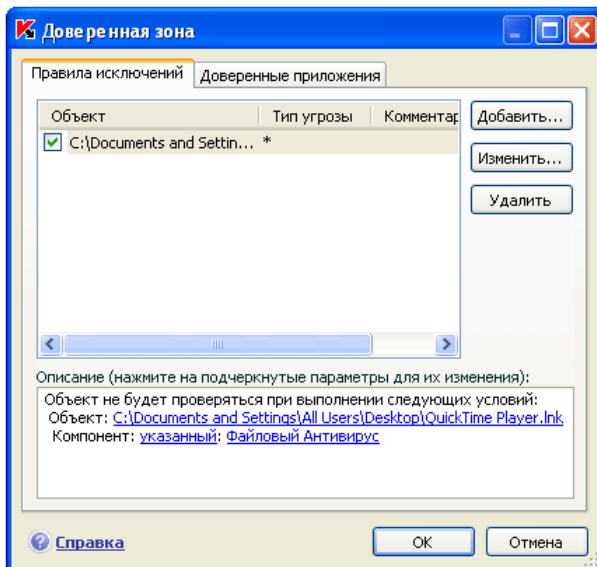 Доверенная зона
Правила исключений Доверенные приложения
Объект Тип угрозы Комментар
C:\Documents and Settin... *
Добавить...
Изменить...
Удалить
Описание (нажмите на подчеркнутые параметры для их изменения):
Объект не будет проверяться при выполнении следующих условий:
Объект: C:\Documents and Settings\All Users\Desktop\QuickTime Player.lnk
Компонент: указанный: Файловый Антивирус
Справка
ОК
Отмена